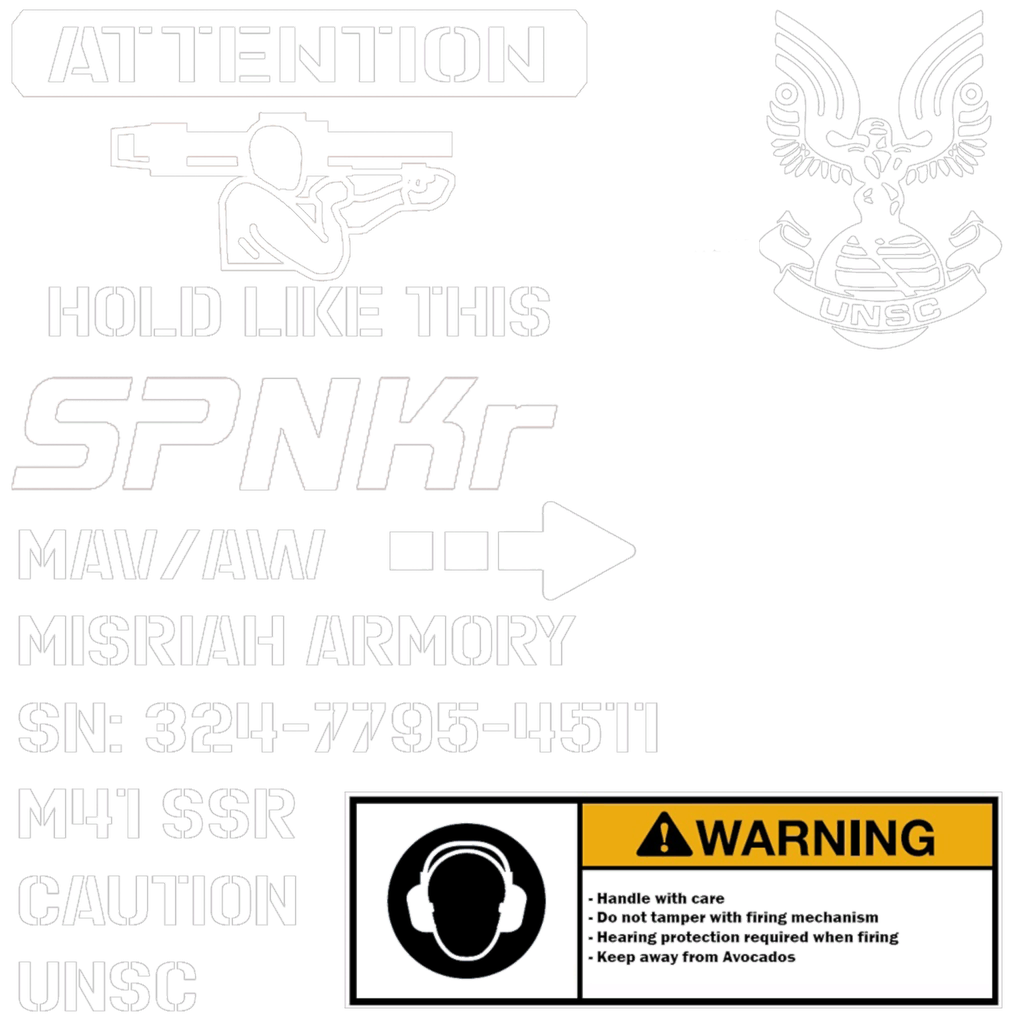 ATTENTION
HOLD LIKE THIS
UNSC
SPNKr
MAV/AW
MISRIAH ARMORY
SN: 324-7795-4511
M41 SSR
CAUTION
UNSC
WARNING
- Handle with care
- Do not tamper with firing mechanism
- Hearing protection required when firing
- Keep away from Avocados